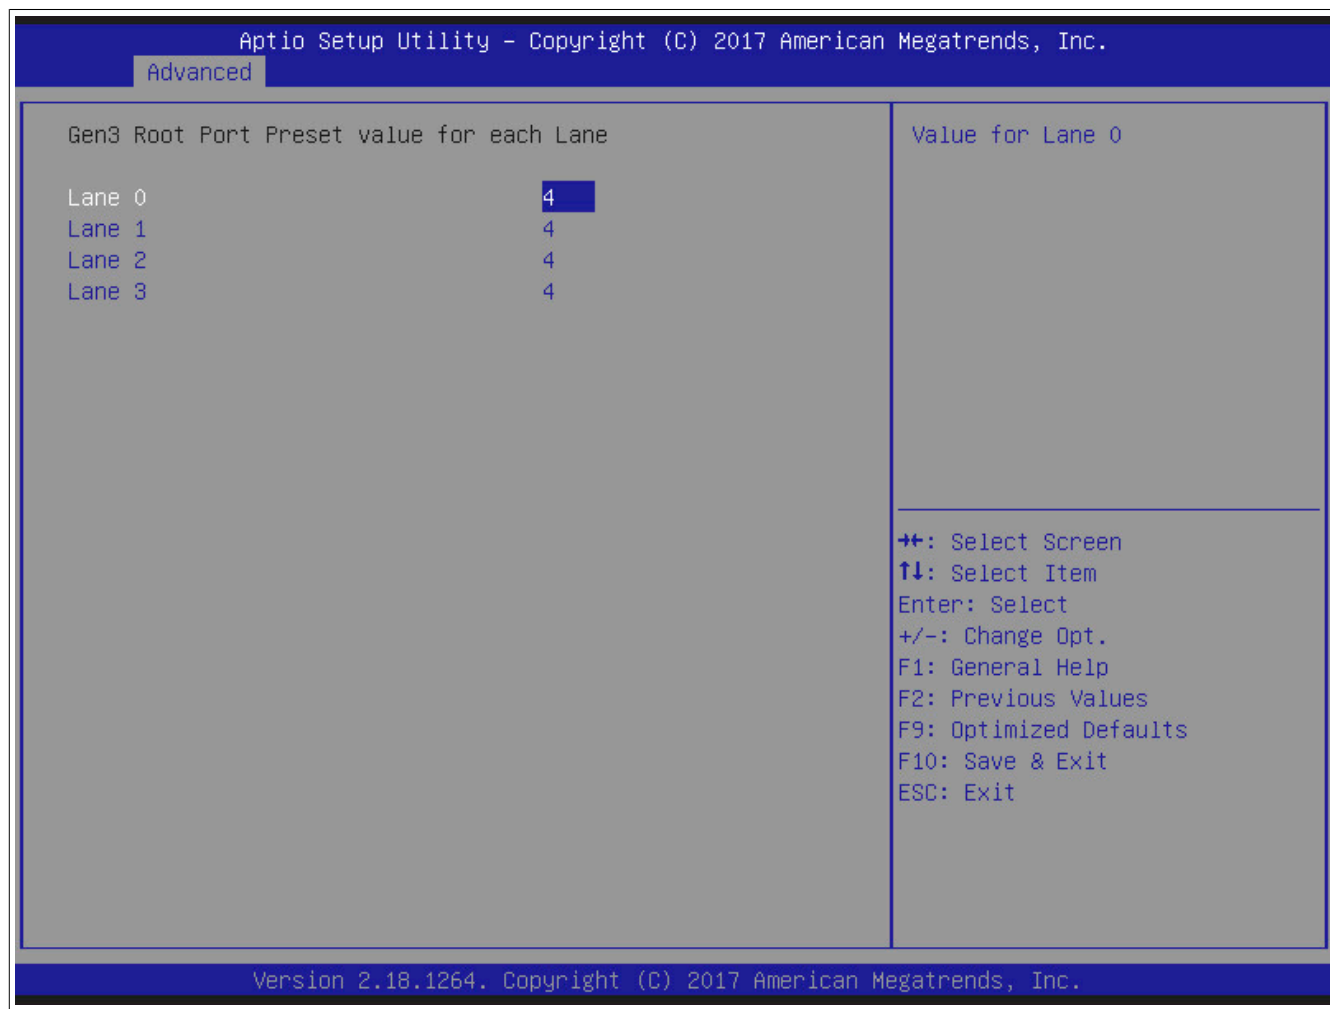 Aptio Setup Utility – Copyright (C) 2017 American Megatrends, Inc.
Advanced
Gen3 Root Port Preset value for each Lane
Lane 0 4
Lane 1 4
Lane 2 4
Lane 3 4
Value for Lane 0
→←: Select Screen
↑↓: Select Item
Enter: Select
+/-: Change Opt.
F1: General Help
F2: Previous Values
F9: Optimized Defaults
F10: Save & Exit
ESC: Exit
Version 2.18.1264. Copyright (C) 2017 American Megatrends, Inc.